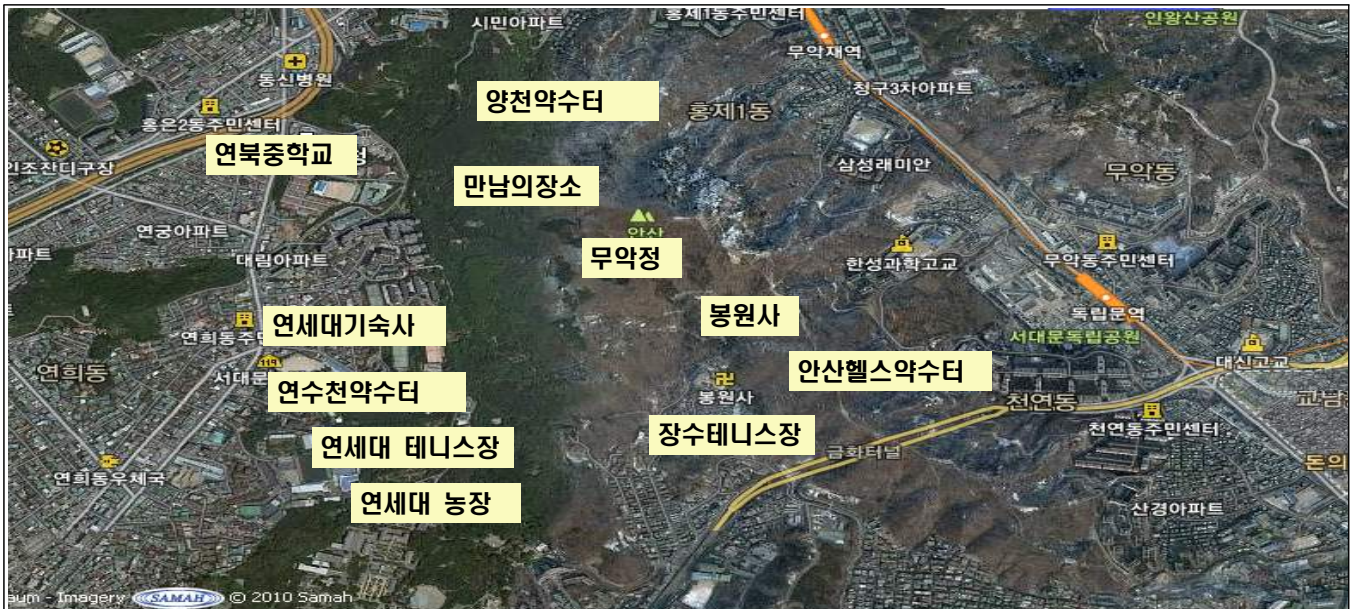 시민아파트
홍제1동주민센터
인왕산공원
무악재역
동신병원
양천약수터
청구3차아파트
홍제1동
홍은2동주민센터
연북중학교
청
인조잔디구장
삼성래미안
무악동
만남의장소
안산
연궁아파트
대림아파트
무악정
한성과학고교
무악동주민센터
아파트
봉원사
독립문역
연세대기숙사
연희동주민
서대문독립공원
대신고교
서대문
119
연희동
연수천약수터
안산헬스약수터
봉원사
천연동
교남
천연동주민센터
연세대 테니스장
장수테니스장
금화터널
연희동우체국
돈의
연세대 농장
산경아파트
aum - Imagery SAMAH © 2010 Samah